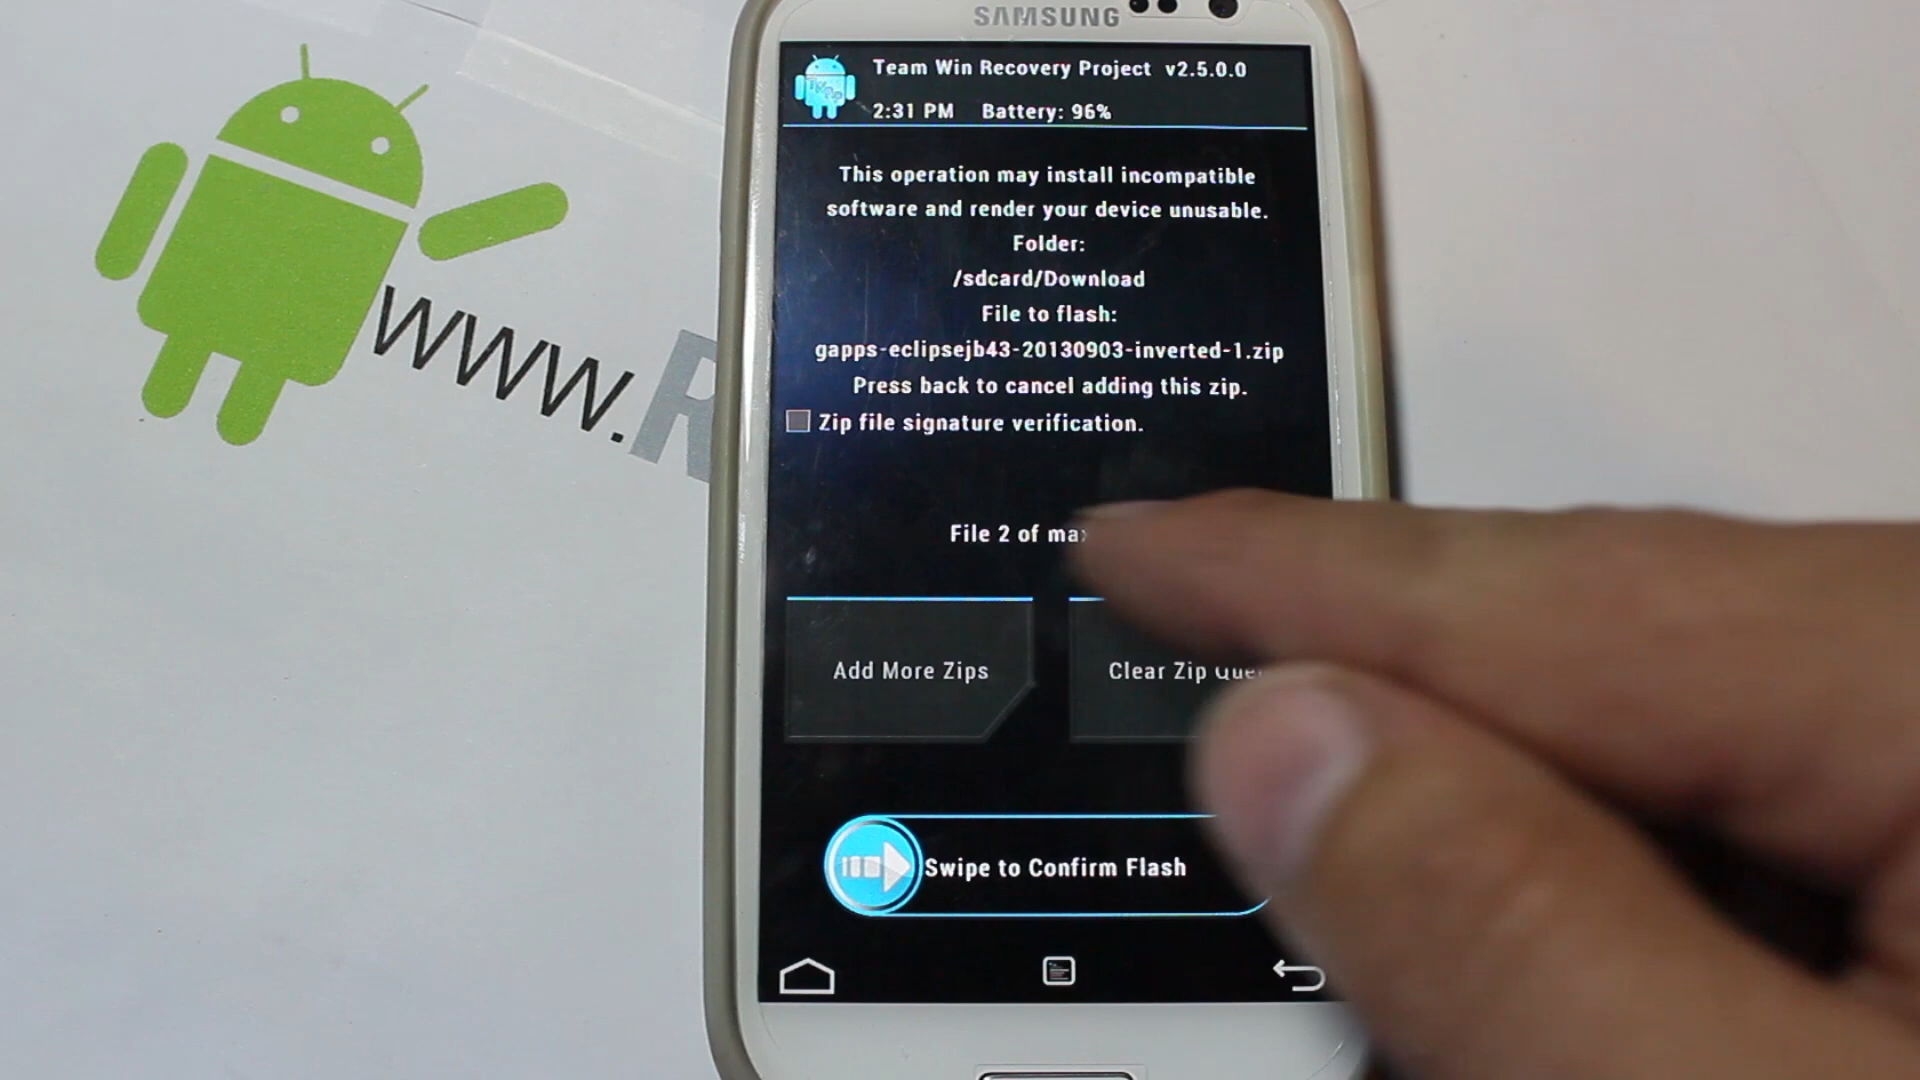 SAMSUNG
Team Win Recovery Project v2.5.0.0
2:31 PM Battery: 96%
This operation may install incompatible
software and render your device unusable.
Folder:
/sdcard/Download
File to flash:
gapps-eclipsejb43-20130903-inverted-1.zip
Press back to cancel adding this zip.
Zip file signature verification.
File 2 of
Add More Zips
Clear Zip
Swipe to Confirm Flash
www.R